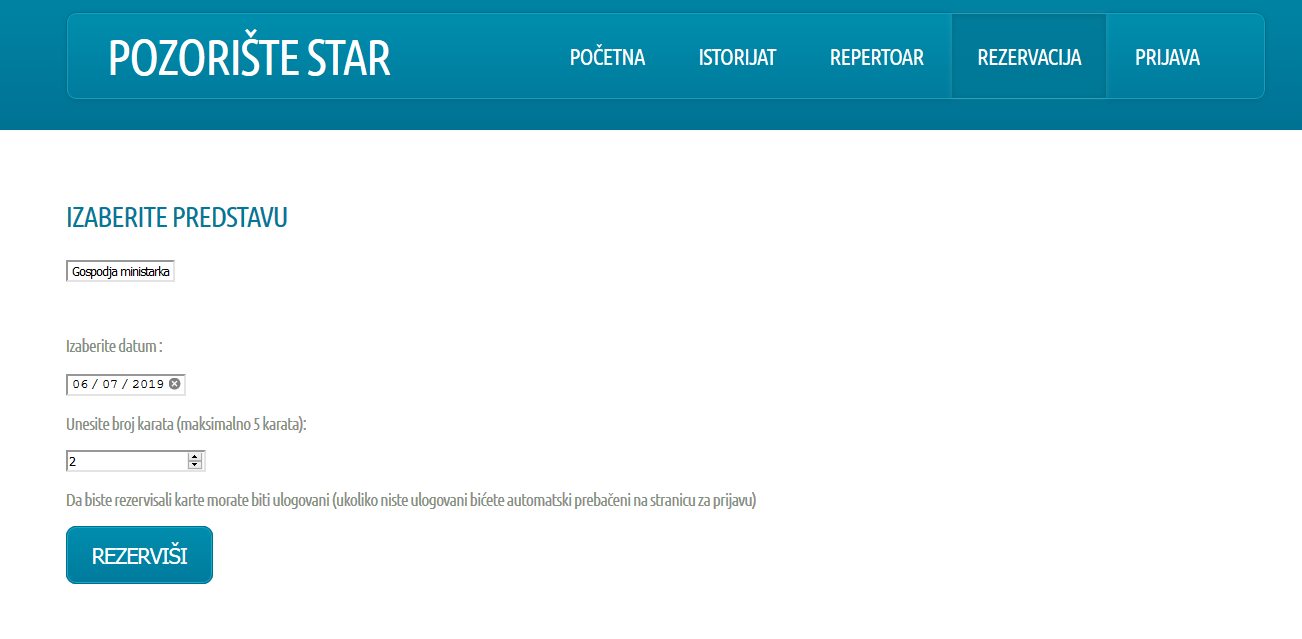 POZORIŠTE STAR
POČETNA ISTORIJAT REPERTOAR REZERVACIJA PRIJAVA
IZABERITE PREDSTAVU
Gospodja ministarka
Izaberite datum :
06 / 07 / 2019
Unesite broj karata (maksimalno 5 karata):
2
Da biste rezervisali karte morate biti ulogovani (ukoliko niste ulogovani bićete automatski prebačeni na stranicu za prijavu)
REZERVIŠI